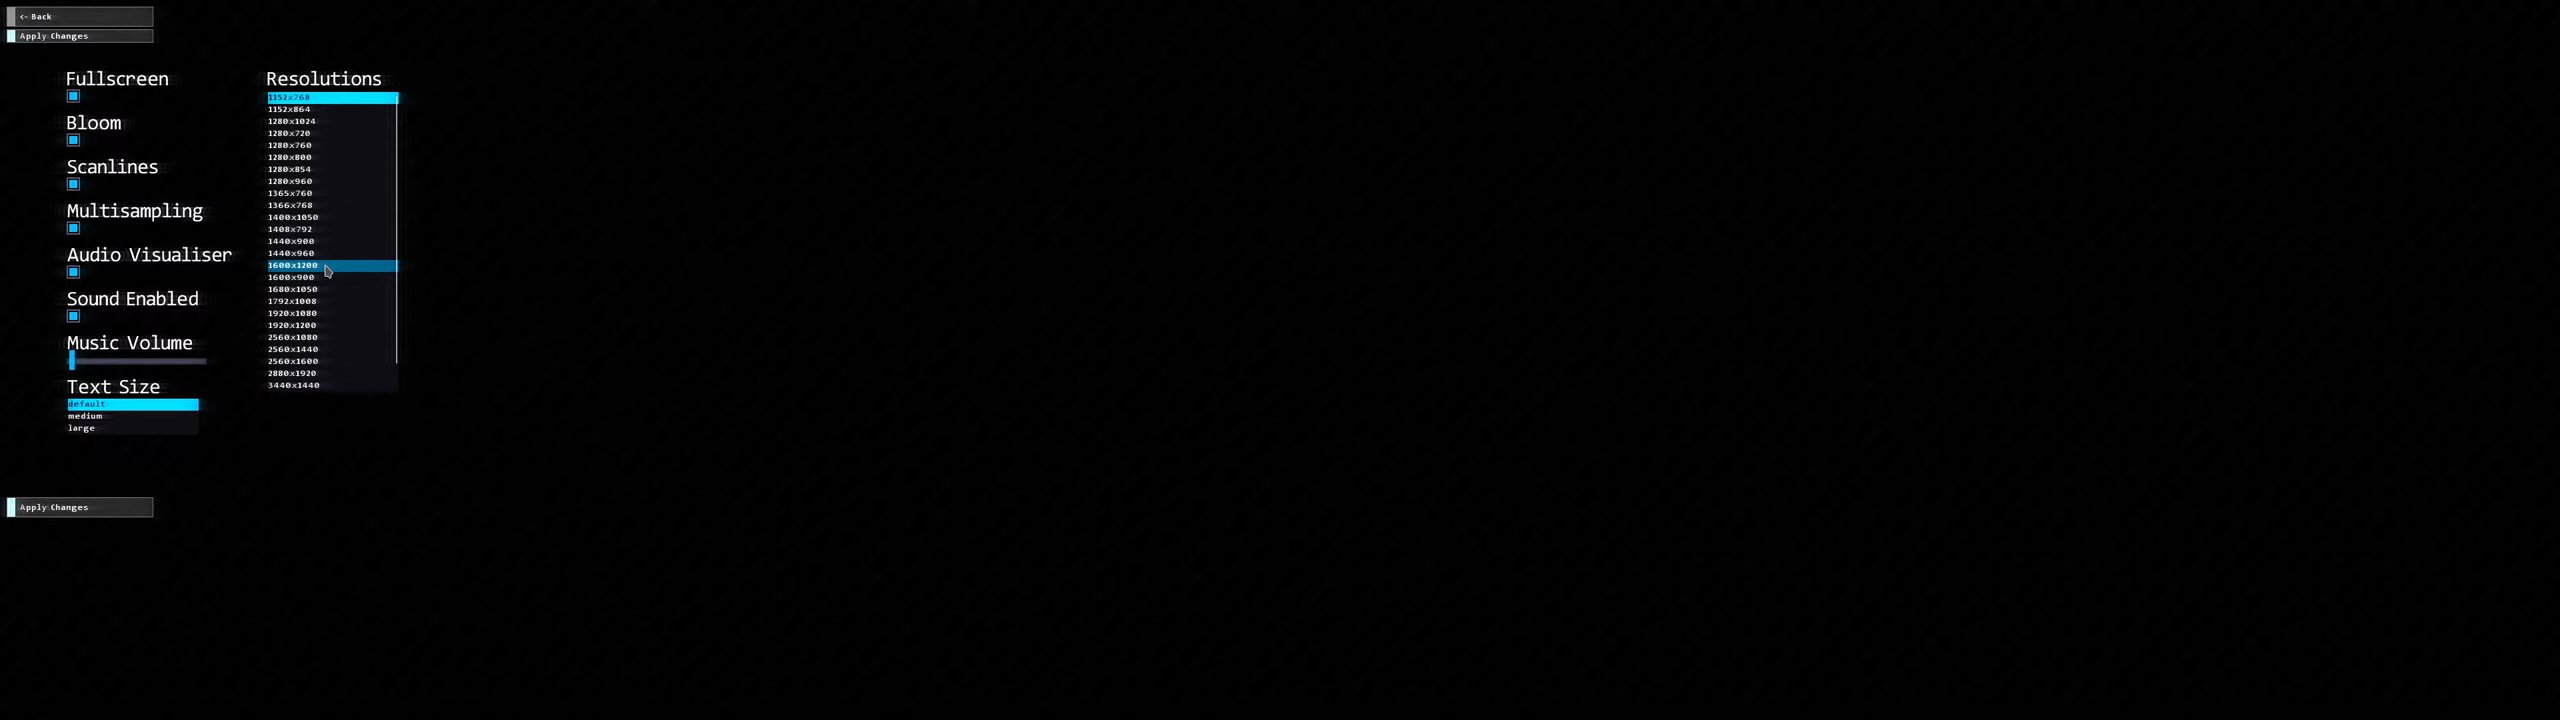 <- Back
Apply Changes
Fullscreen
Bloom
Scanlines
Multisampling
Audio Visualiser
Sound Enabled
Music Volume
Text Size
default
medium
large
Resolutions
1152x768
1152x864
1280x1024
1280x720
1280x760
1280x800
1280x854
1280x960
1365x760
1366x768
1400x1050
1408x792
1440x900
1440x960
1600x1200
1600x900
1680x1050
1792x1008
1920x1080
1920x1200
2560x1080
2560x1440
2560x1600
2880x1920
3440x1440
Apply Changes